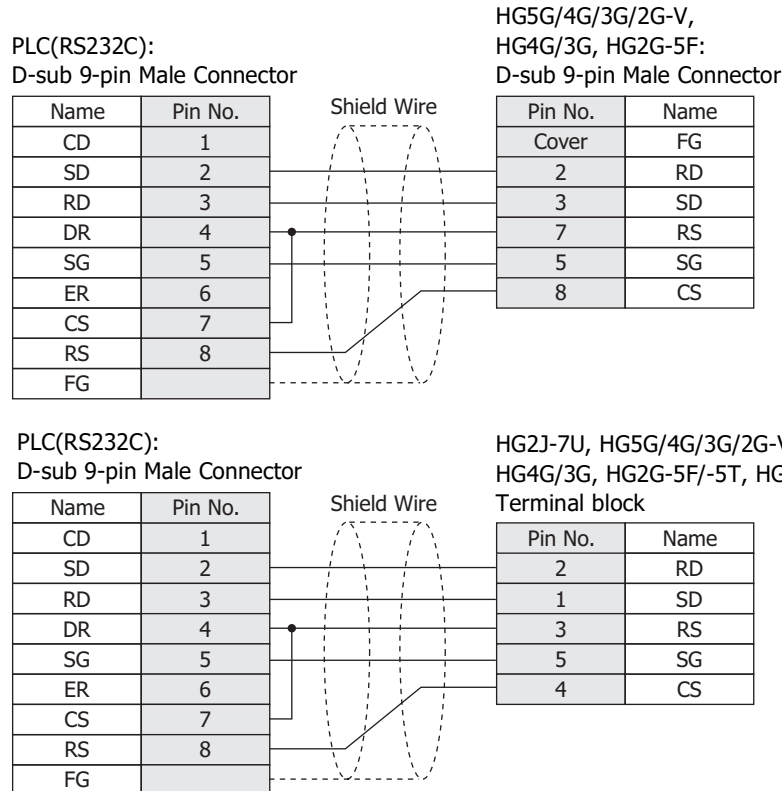 PLC(RS232C):
D-sub 9-pin Male Connector
HG5G/4G/3G/2G-V,
HG4G/3G, HG2G-5F:
D-sub 9-pin Male Connector
Name Pin No.
CD 1
SD 2
RD 3
DR 4
SG 5
ER 6
CS 7
RS 8
FG
Shield Wire
Pin No. Name
Cover FG
2 RD
3 SD
7 RS
5 SG
8 CS
PLC(RS232C):
D-sub 9-pin Male Connector
HG2J-7U, HG5G/4G/3G/2G-
HG4G/3G, HG2G-5F/-5T,
Terminal block
Name Pin No.
CD 1
SD 2
RD 3
DR 4
SG 5
ER 6
CS 7
RS 8
FG
Shield Wire
Pin No. Name
2 RD
1 SD
3 RS
5 SG
4 CS